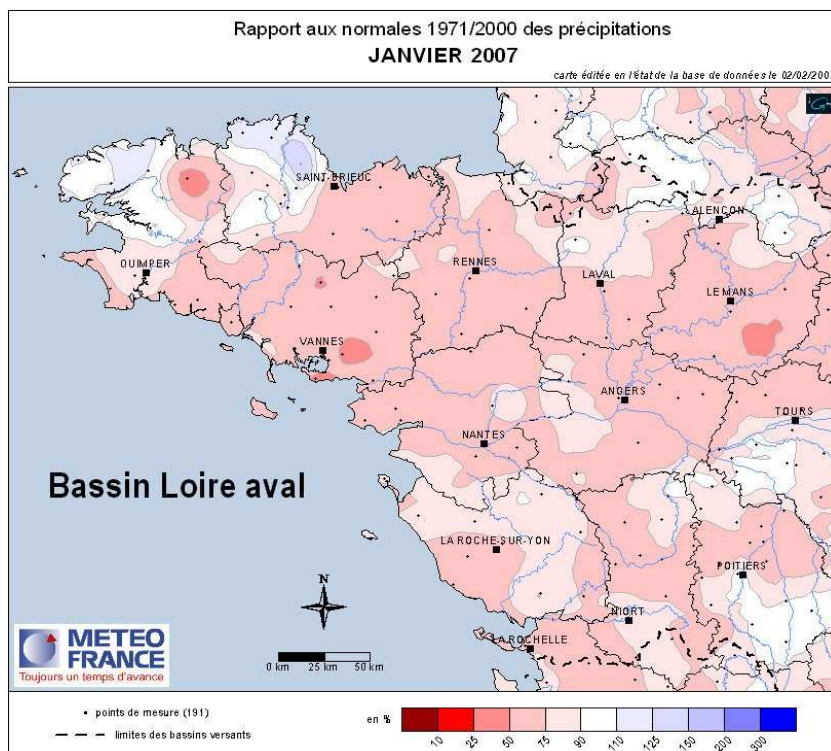 Rapport aux normales 1971/2000 des précipitations
JANVIER 2007
carte éditée en l'état de la base de données le 02/02/200
SAINT-BRIEUC
ALENÇON
QUIMPER
RENNES
LAVAL
LE MANS
VANNES
ANGERS
TOURS
NANTES
Bassin Loire aval
LA ROCHE-SUR-YON
POITIERS
N
NIORT
LA ROCHELLE
METEO
FRANCE
Toujours un temps d'avance
0 km 25 km 50 km
points de mesure (191)
limites des bassins versants
en %
10 25 50 75 90 110 125 150 200 300